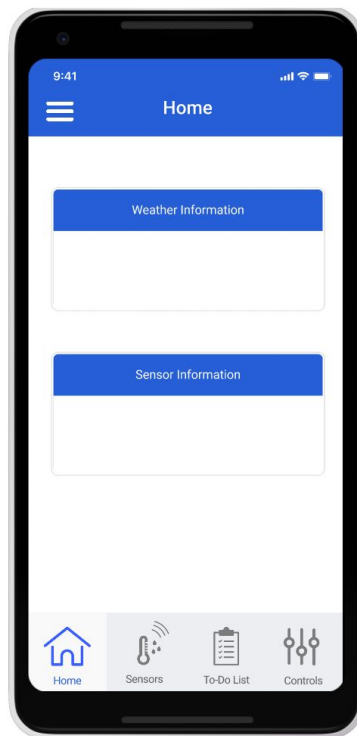 9:41
Home
Weather Information
Sensor Information
Home
Sensors
To-Do List
Controls